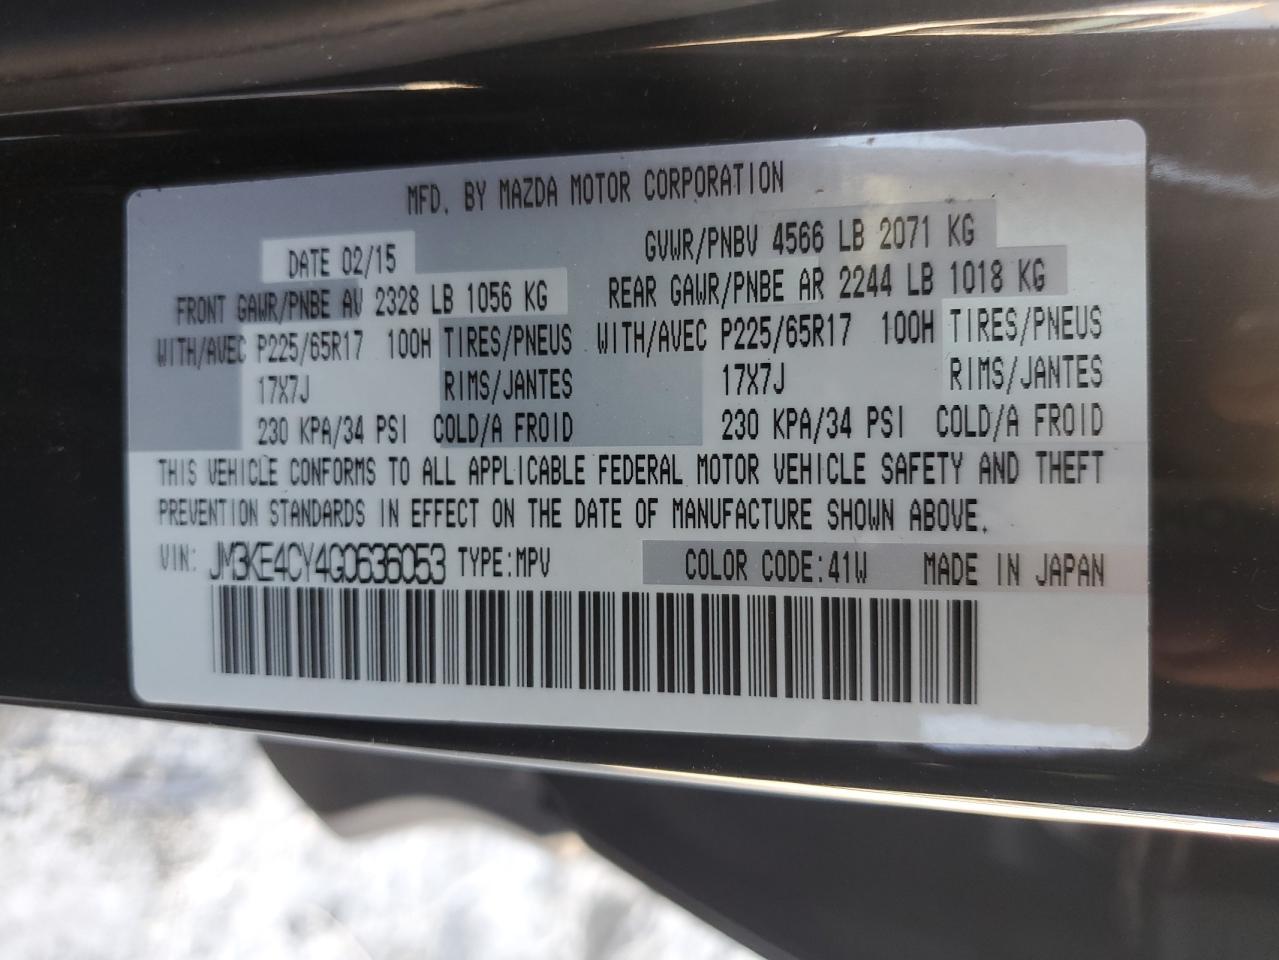 MFD. BY MAZDA MOTOR CORPORATION
DATE 02/15 GVWR/PNBV 4566 LB 2071 KG
FRONT GAWR/PNBE AV 2328 LB 1056 KG REAR GAWR/PNBE AR 2244 LB 1018 KG
WITH/AVEC P225/65R17 100H TIRES/PNEUS WITH/AVEC P225/65R17 100H TIRES/PNEUS
17X7J RIMS/JANTES 17X7J RIMS/JANTES
230 KPA/34 PSI COLD/A FROID 230 KPA/34 PSI COLD/A FROID
THIS VEHICLE CONFORMS TO ALL APPLICABLE FEDERAL MOTOR VEHICLE SAFETY AND THEFT
PREVENTION STANDARDS IN EFFECT ON THE DATE OF MANUFACTURE SHOWN ABOVE.
VIN: JM3KE4CY4G0636053 TYPE:MPV COLOR CODE:41W MADE IN JAPAN